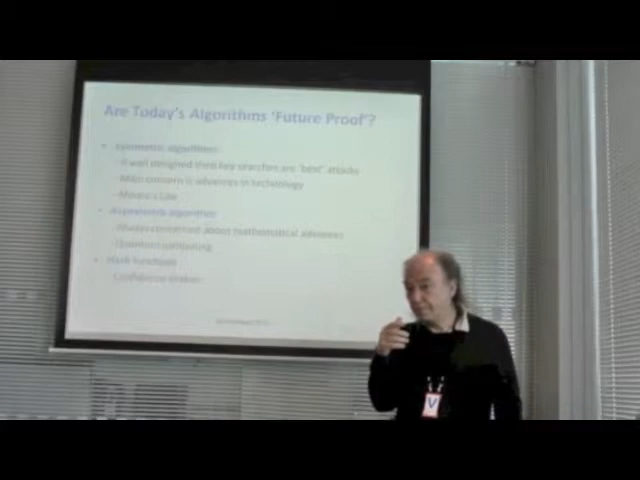 Are Today's Algorithms 'Future Proof'?
• Symmetric algorithms:
- If well designed then key searches are 'best' attacks
- Main concern is advances in technology
- Moore's Law
• Asymmetric algorithms:
- Always concerned about mathematical advances
- Quantum computing
• Hash functions
- Confidence shaken
V